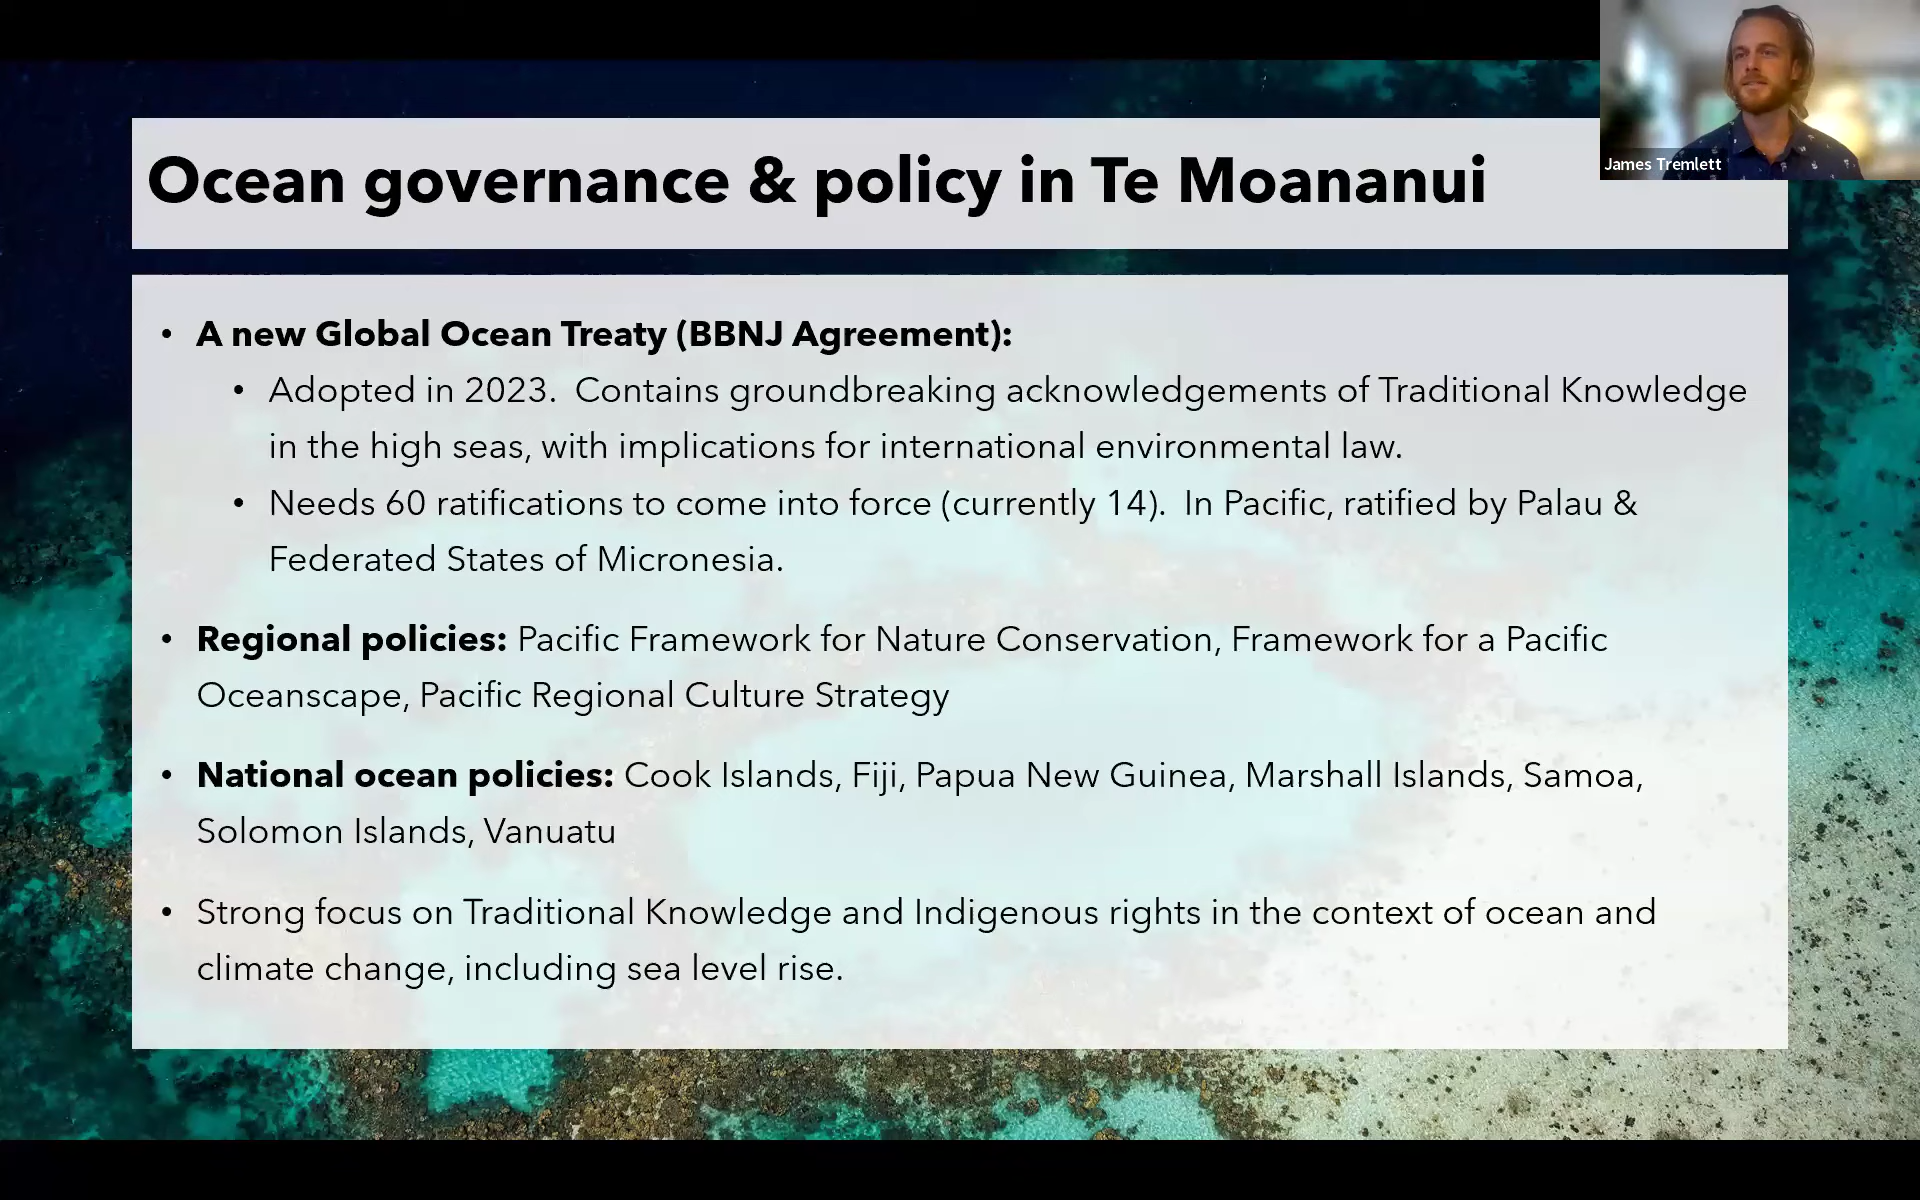 James Tremlett
Ocean governance & policy in Te Moananui
• A new Global Ocean Treaty (BBNJ Agreement):
• Adopted in 2023.  Contains groundbreaking acknowledgements of Traditional Knowledge
in the high seas, with implications for international environmental law.
• Needs 60 ratifications to come into force (currently 14).  In Pacific, ratified by Palau &
Federated States of Micronesia.
• Regional policies: Pacific Framework for Nature Conservation, Framework for a Pacific
Oceanscape, Pacific Regional Culture Strategy
• National ocean policies: Cook Islands, Fiji, Papua New Guinea, Marshall Islands, Samoa,
Solomon Islands, Vanuatu
• Strong focus on Traditional Knowledge and Indigenous rights in the context of ocean and
climate change, including sea level rise.